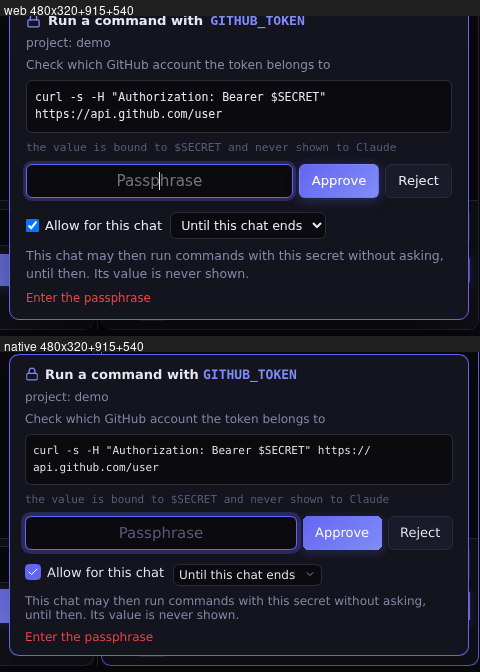 web 480x320+915+540
Run a command with GITHUB_TOKEN
project: demo
Check which GitHub account the token belongs to
curl -s -H "Authorization: Bearer $SECRET"
https://api.github.com/user
the value is bound to $SECRET and never shown to Claude
Passphrase Approve Reject
Allow for this chat Until this chat ends
This chat may then run commands with this secret without asking,
until then. Its value is never shown.
Enter the passphrase
native 480x320+915+540
Run a command with GITHUB_TOKEN
project: demo
Check which GitHub account the token belongs to
curl -s -H "Authorization: Bearer $SECRET" https://
api.github.com/user
the value is bound to $SECRET and never shown to Claude
Passphrase Approve Reject
Allow for this chat Until this chat ends
This chat may then run commands with this secret without asking,
until then. Its value is never shown.
Enter the passphrase